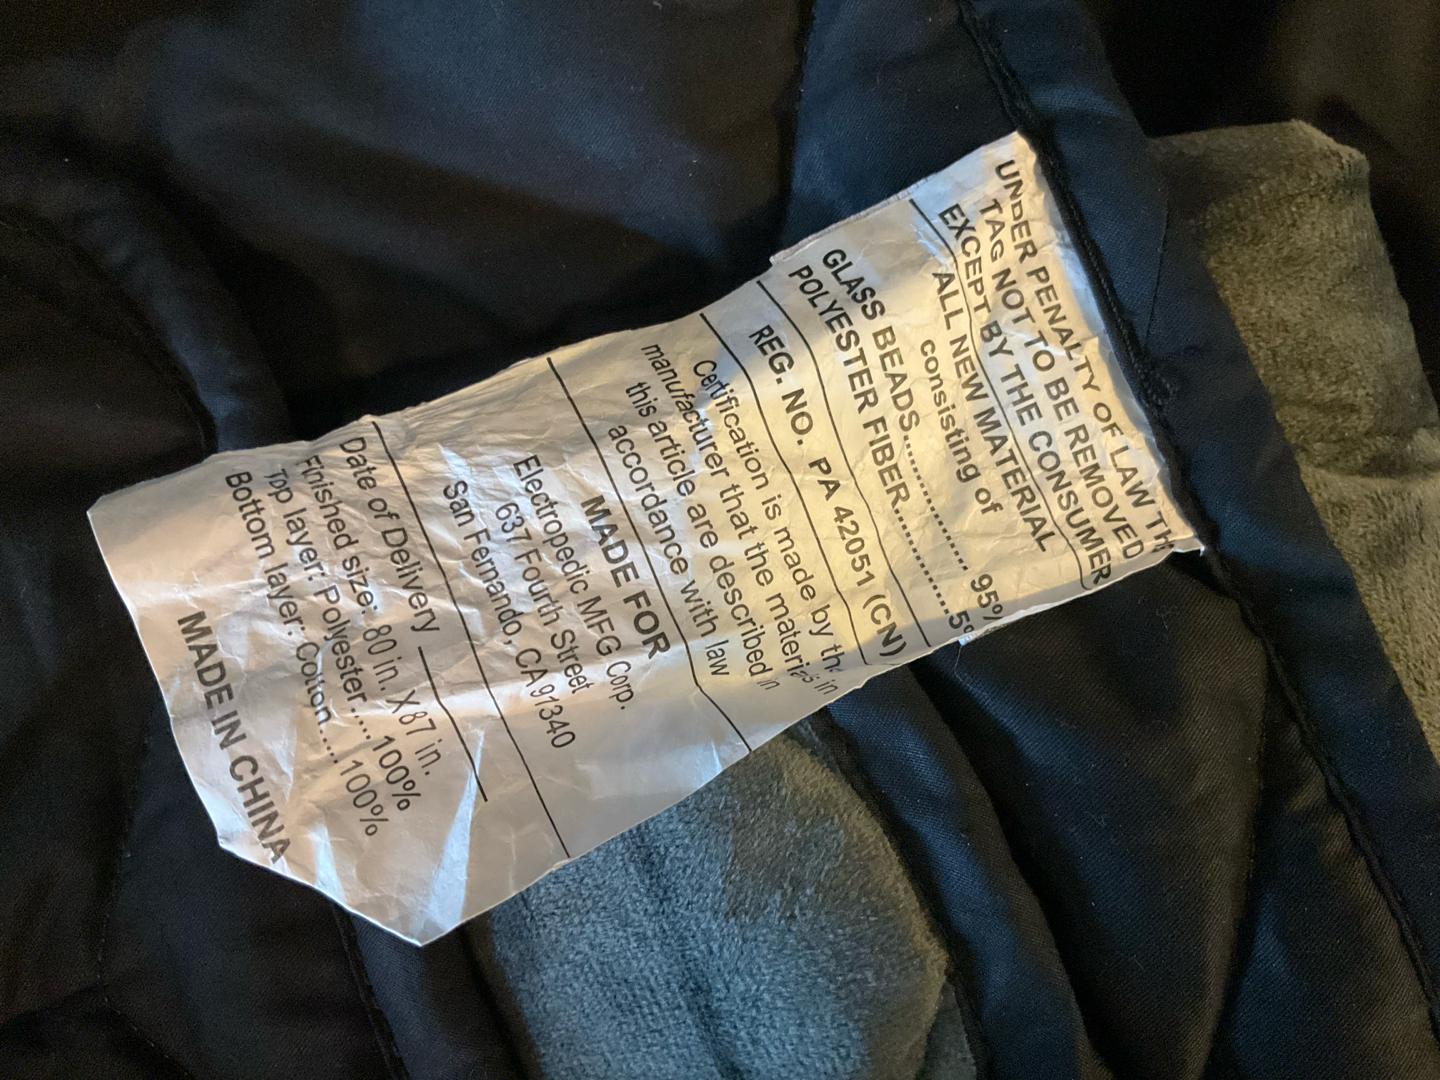 UNDER PENALTY OF LAW TH
TAG NOT TO BE REMOVED
EXCEPT BY THE CONSUMER
ALL NEW MATERIAL
consisting of
GLASS BEADS............ 95%
POLYESTER FIBER.............5%
REG. NO. PA 42051 (CN)
Certification is made by the
manufacturer that the materials in
this article are described in
accordance with law
MADE FOR
Electropedic MFG Corp.
637 Fourth Street
San Fernando, CA 91340
Date of Delivery
Finished size: 80 in. X 87 in.
Top layer: Polyester....100%
Bottom layer: Cotton.....100%
MADE IN CHINA